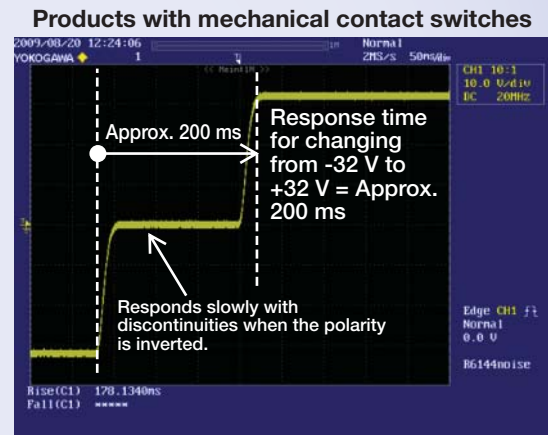 Products with mechanical contact switches
2009/08/20 12:24:06
Normal
YOKOGAWA ◆ 1
2MS/s 50ms/div
<< Main:1M >>
CH1 10:1
10.0 V/div
DC 20MHz
Approx. 200 ms
Response time
for changing
from -32 V to
+32 V = Approx.
200 ms
Responds slowly with
discontinuities when the polarity
is inverted.
Edge CH1
Normal
0.0 V
R6144noise
Rise(C1) 178.1340ms
Fall(C1) *****